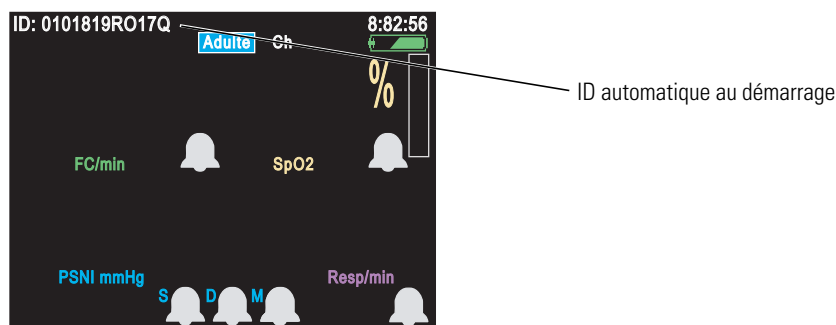 ID: 0101819RO17Q 8:82:56
Adulte Ch
%
ID automatique au démarrage
FC/min SpO2
PSNI mmHg Resp/min
S D M